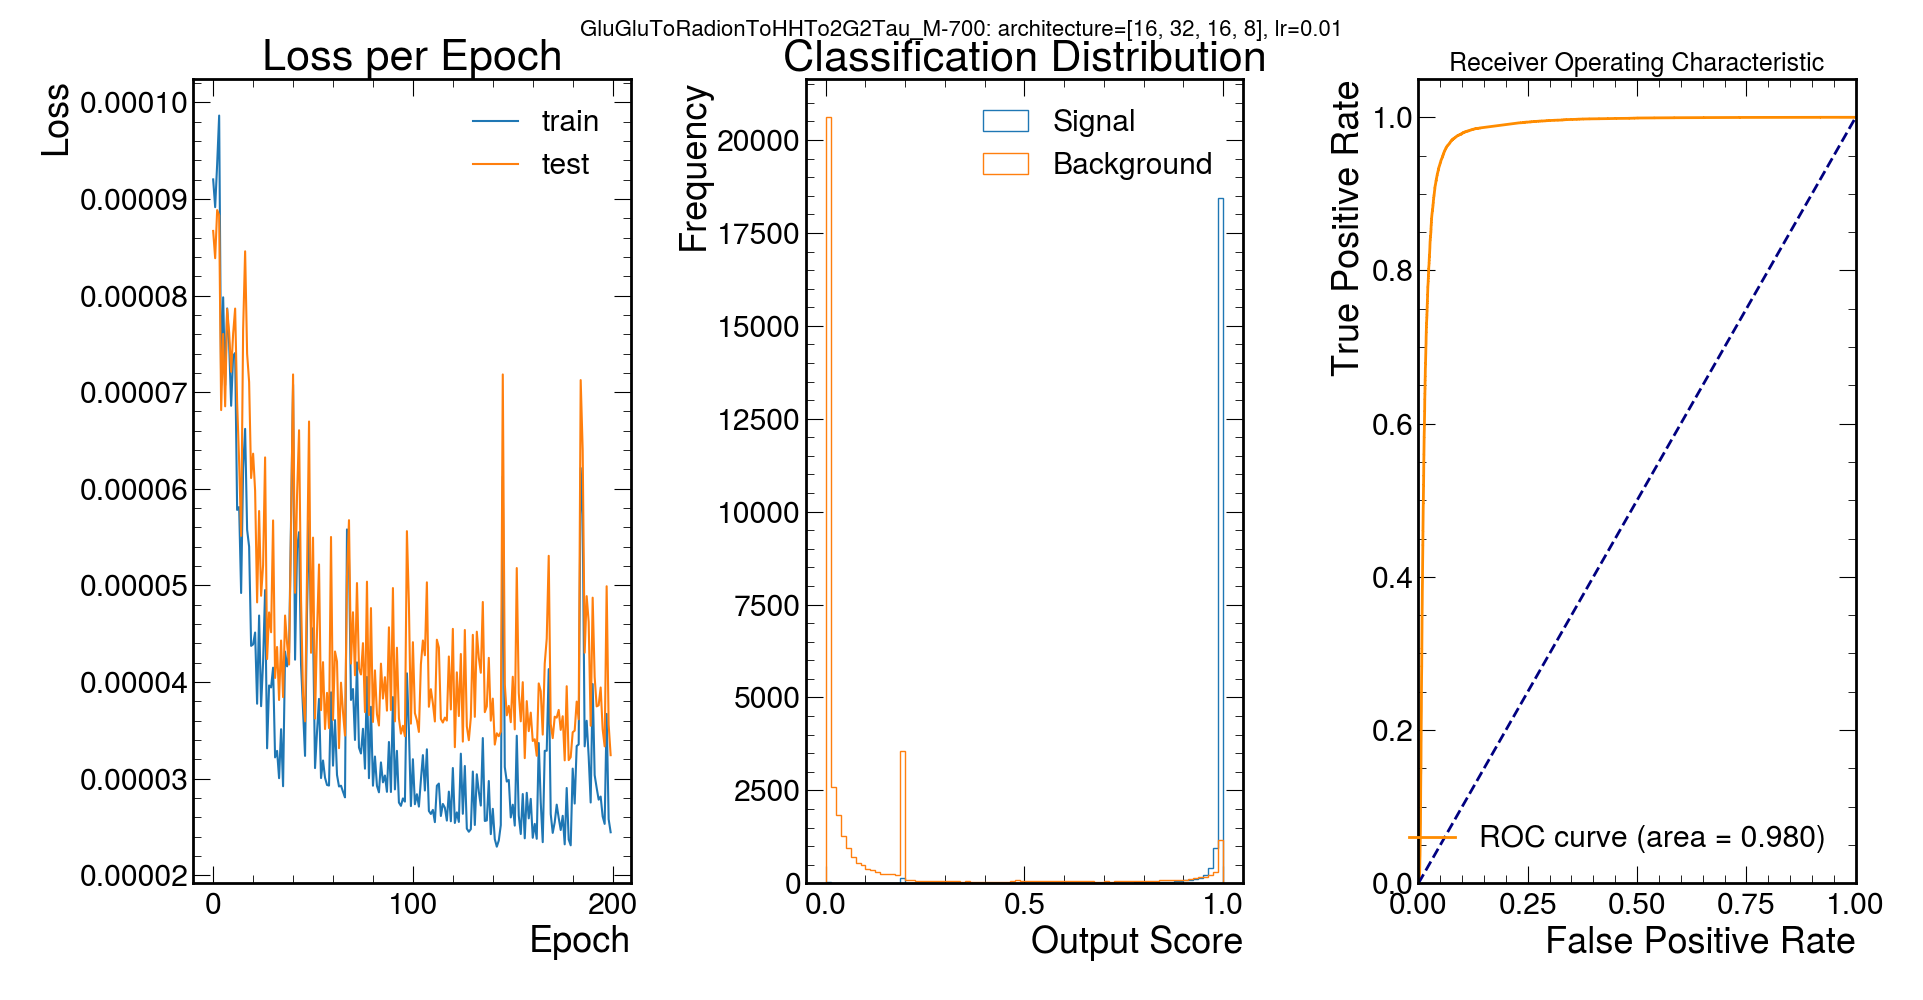 GluGluToRadionToHHTo2G2Tau_M-700: architecture=[16, 32, 16, 8], lr=0.01
Loss per Epoch
Loss
0.00010
0.00009
0.00008
0.00007
0.00006
0.00005
0.00004
0.00003
0.00002
train
test
0 100 200
Epoch
Classification Distribution
Frequency
20000
17500
15000
12500
10000
7500
5000
2500
0
Signal
Background
0.0 0.5 1.0
Output Score
Receiver Operating Characteristic
True Positive Rate
1.0
0.8
0.6
0.4
0.2
0.0
ROC curve (area = 0.980)
0.00 0.25 0.50 0.75 1.00
False Positive Rate